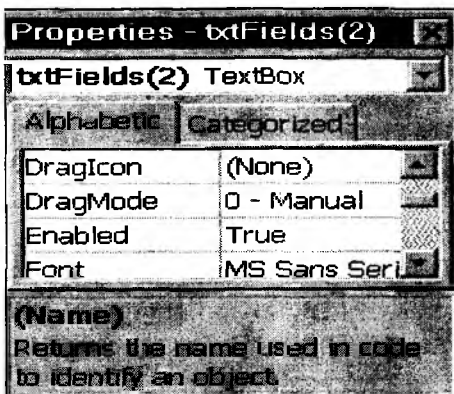 Properties - txtFields(2)
txtFields(2) TextBox
Alphabetic Categorized
DragIcon (None)
DragMode 0 - Manual
Enabled True
Font MS Sans Seri
(Name)
Returns the name used in code
to identify an object.